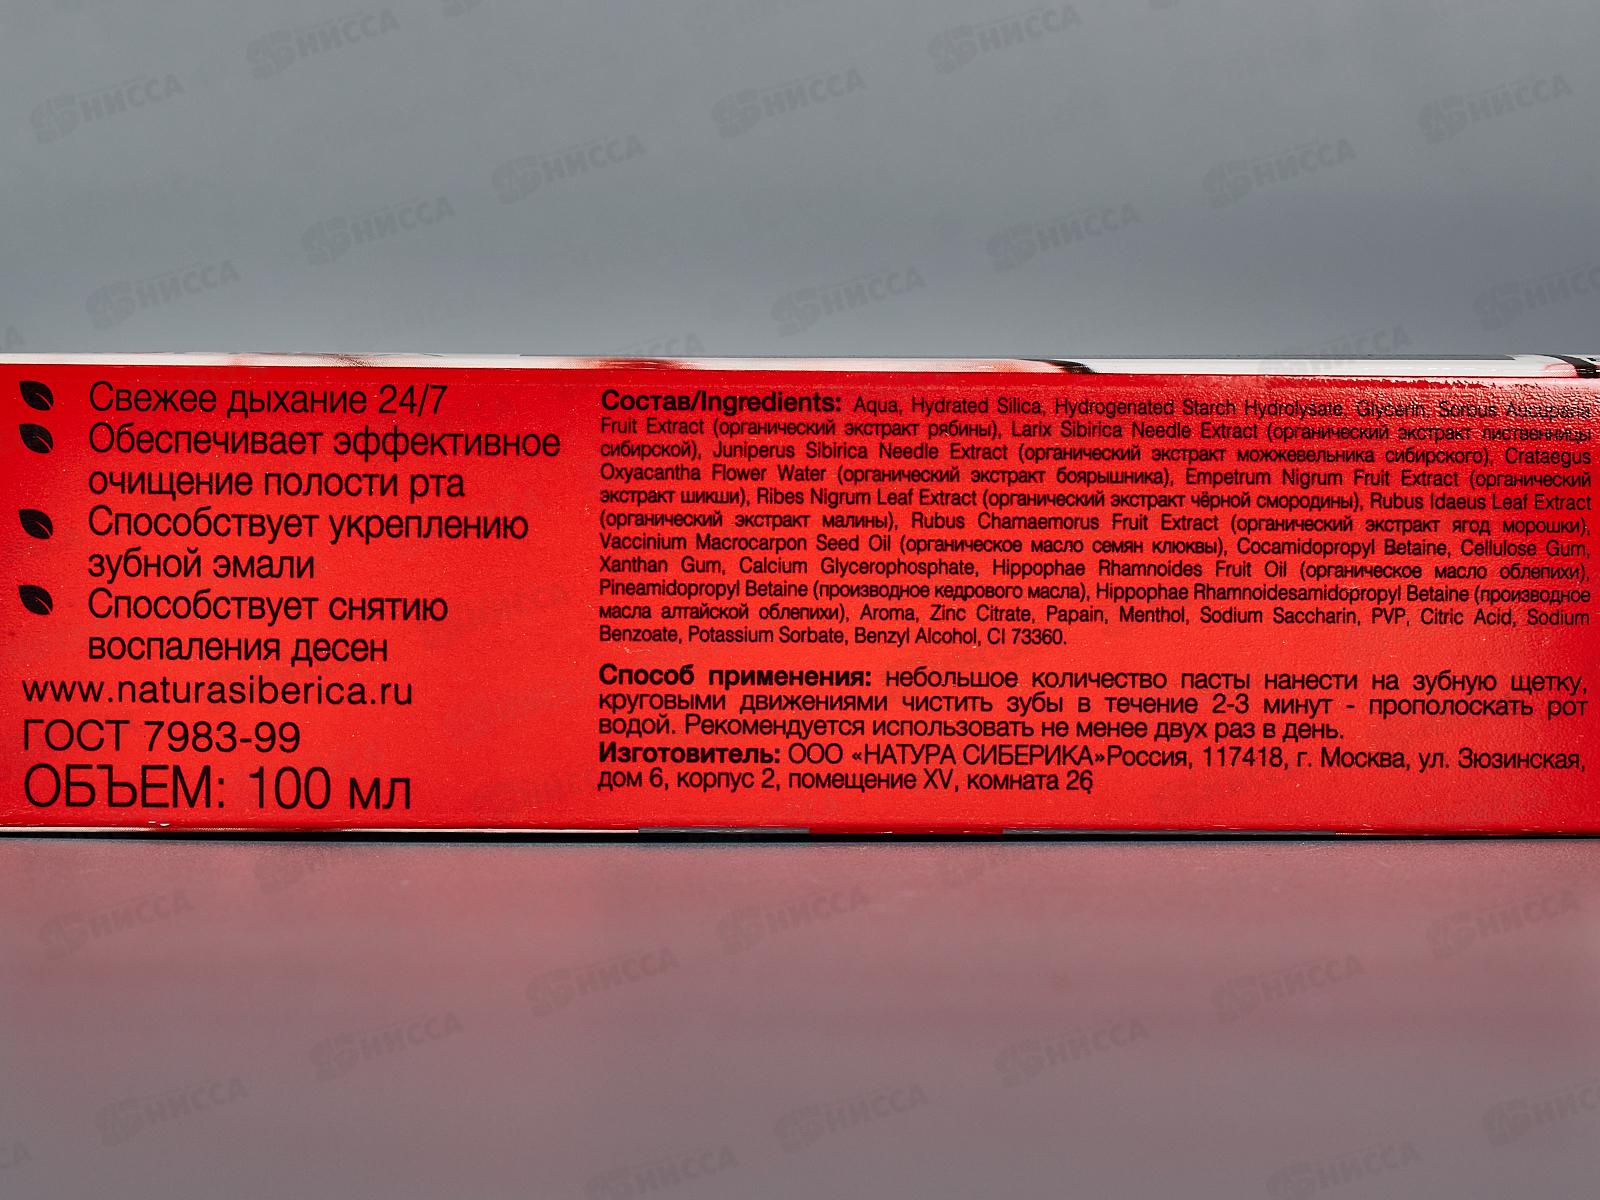 Свежее дыхание 24/7
Обеспечивает эффективное
очищение полости рта
Способствует укреплению
зубной эмали
Способствует снятию
воспаления десен
www.naturasiberica.ru
ГОСТ 7983-99
ОБЪЕМ: 100 мл
Состав/Ingredients: Aqua, Hydrated Silica, Hydrogenated Starch Hydrolysate, Glycerin, Sorbus Aucuparia
Fruit Extract (органический экстракт рябины), Larix Sibirica Needle Extract (органический экстракт лиственницы
сибирской), Juniperus Sibirica Needle Extract (органический экстракт можжевельника сибирского), Crataegus
Oxyacantha Flower Water (органический экстракт боярышника), Empetrum Nigrum Fruit Extract (органический
экстракт шикши), Ribes Nigrum Leaf Extract (органический экстракт чёрной смородины), Rubus Idaeus Leaf Extract
(органический экстракт малины), Rubus Chamaemorus Fruit Extract (органический экстракт ягод морошки),
Vaccinium Macrocarpon Seed Oil (органическое масло семян клюквы), Cocamidopropyl Betaine, Cellulose Gum,
Xanthan Gum, Calcium Glycerophosphate, Hippophae Rhamnoides Fruit Oil (органическое масло облепихи),
Pineamidopropyl Betaine (производное кедрового масла), Hippophae Rhamnoidesamidopropyl Betaine (производное
масла алтайской облепихи), Aroma, Zinc Citrate, Papain, Menthol, Sodium Saccharin, PVP, Citric Acid, Sodium
Benzoate, Potassium Sorbate, Benzyl Alcohol, CI 73360.
Способ применения: небольшое количество пасты нанести на зубную щетку,
круговыми движениями чистить зубы в течение 2-3 минут - прополоскать рот
водой. Рекомендуется использовать не менее двух раз в день.
Изготовитель: ООО «НАТУРА СИБЕРИКА»Россия, 117418, г. Москва, ул. Зюзинская,
дом 6, корпус 2, помещение XV, комната 26
НИССА